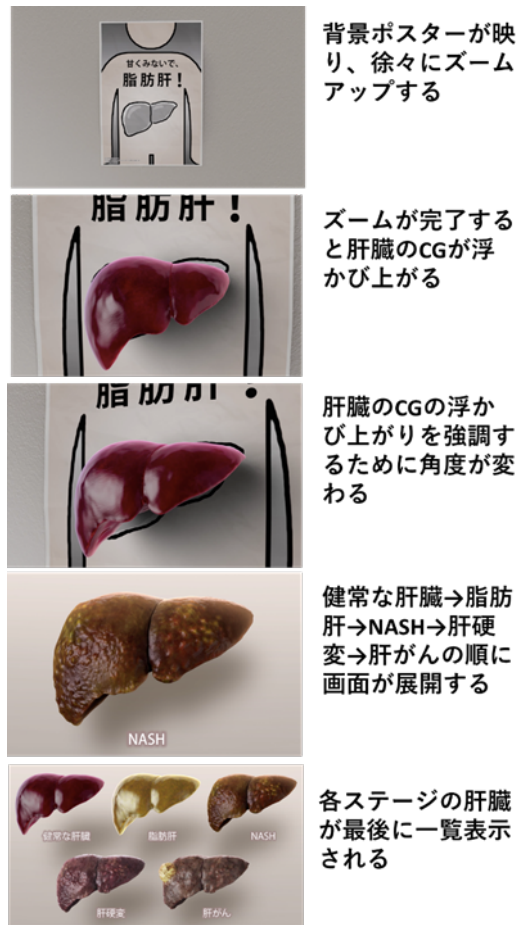 甘くみないで、
脂肪肝！
背景ポスターが映
り、徐々にズーム
アップする
脂肪肝！
ズームが完了する
と肝臓のCGが浮
かび上がる
脂肪肝！
肝臓のCGの浮か
び上がりを強調す
るために角度が変
わる
NASH
健常な肝臓→脂肪
肝→NASH→肝硬
変→肝がんの順に
画面が展開する
健常な肝臓
脂肪肝
NASH
肝硬変
肝がん
各ステージの肝臓
が最後に一覧表示
される